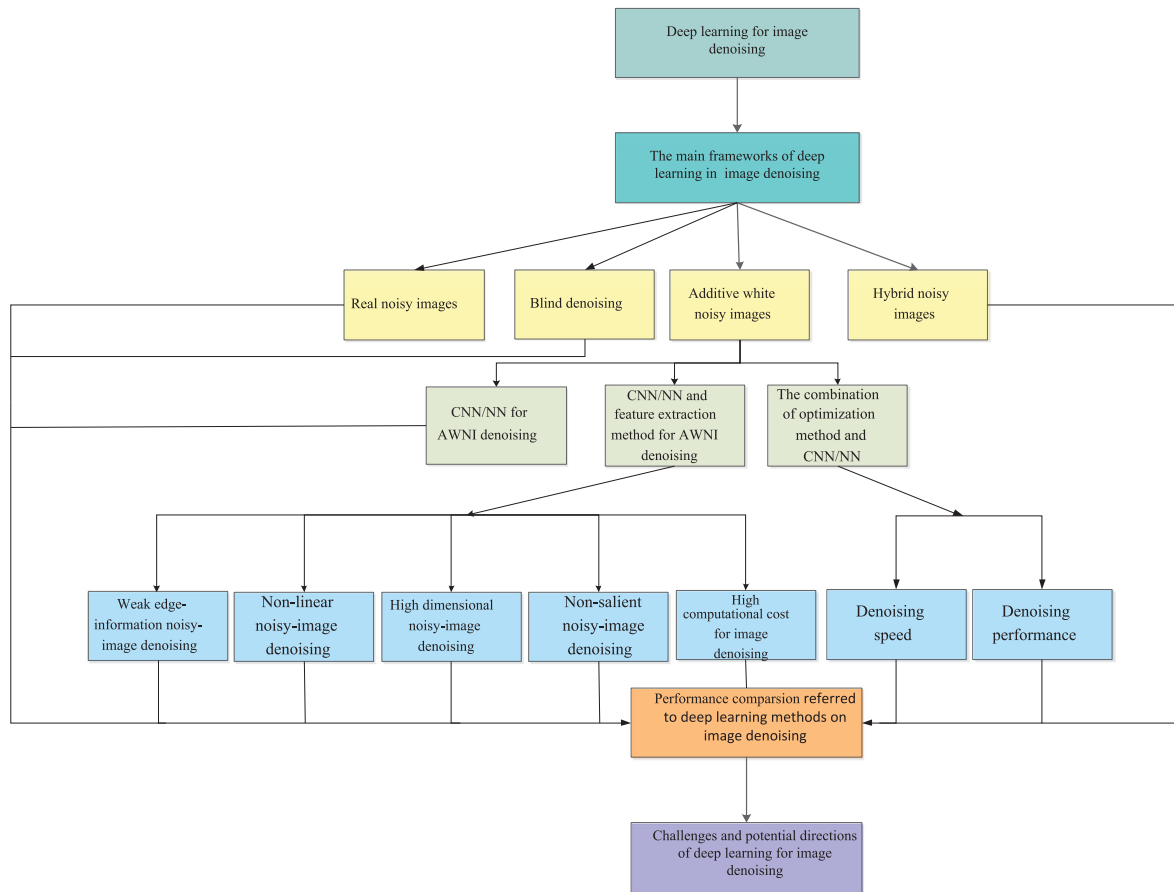 Deep learning for image
denoising
The main frameworks of deep
learning in image denoising
Real noisy images
Blind denoising
Additive white
noisy images
Hybrid noisy
images
CNN/NN for
AWNI denoising
CNN/NN and
feature extraction
method for AWNI
denoising
The combination
of optimization
method and
CNN/NN
Weak edge-
information noisy-
image denoising
Non-linear
noisy-image
denoising
High dimensional
noisy-image
denoising
Non-salient
noisy-image
denoising
High
computational cost
for image
denoising
Denoising
speed
Denoising
performance
Performance comparsion referred
to deep learning methods on
image denoising
Challenges and potential directions
of deep learning for image
denoising